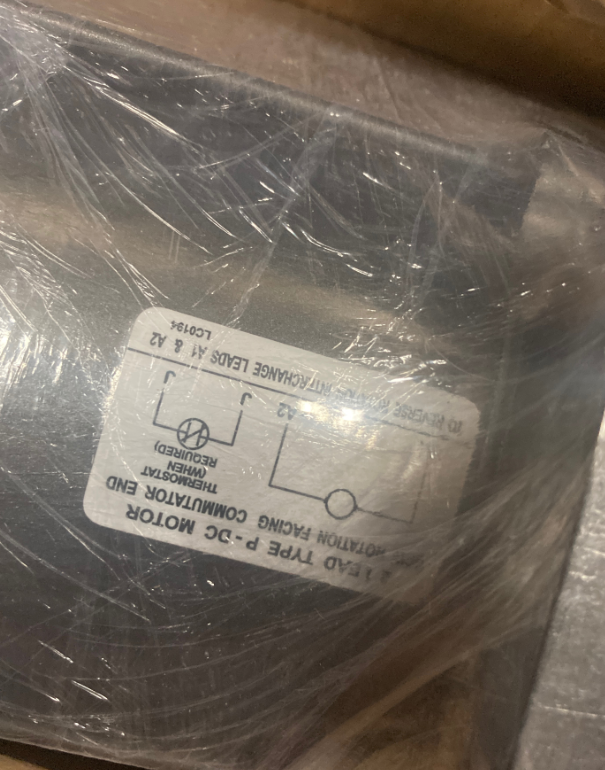 LEAD TYPE P-DC MOTOR
ROTATION FACING COMMUTATOR END
THERMOSTAT
(WHEN
REQUIRED)
A2
J J
TO REVERSE ROTATION INTERCHANGE LEADS A1 & A2
LC0194